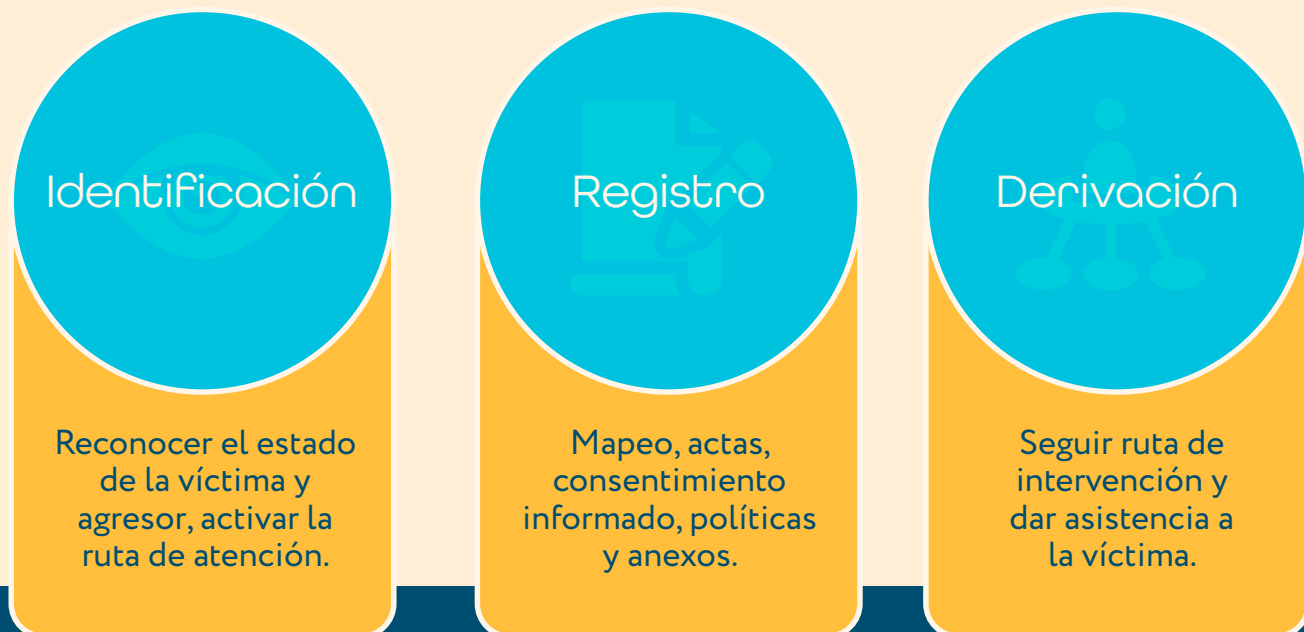 Identificación
Reconocer el estado
de la víctima y
agresor, activar la
ruta de atención.
Registro
Mapeo, actas,
consentimiento
informado, políticas
y anexos.
Derivación
Seguir ruta de
intervención y
dar asistencia a
la víctima.